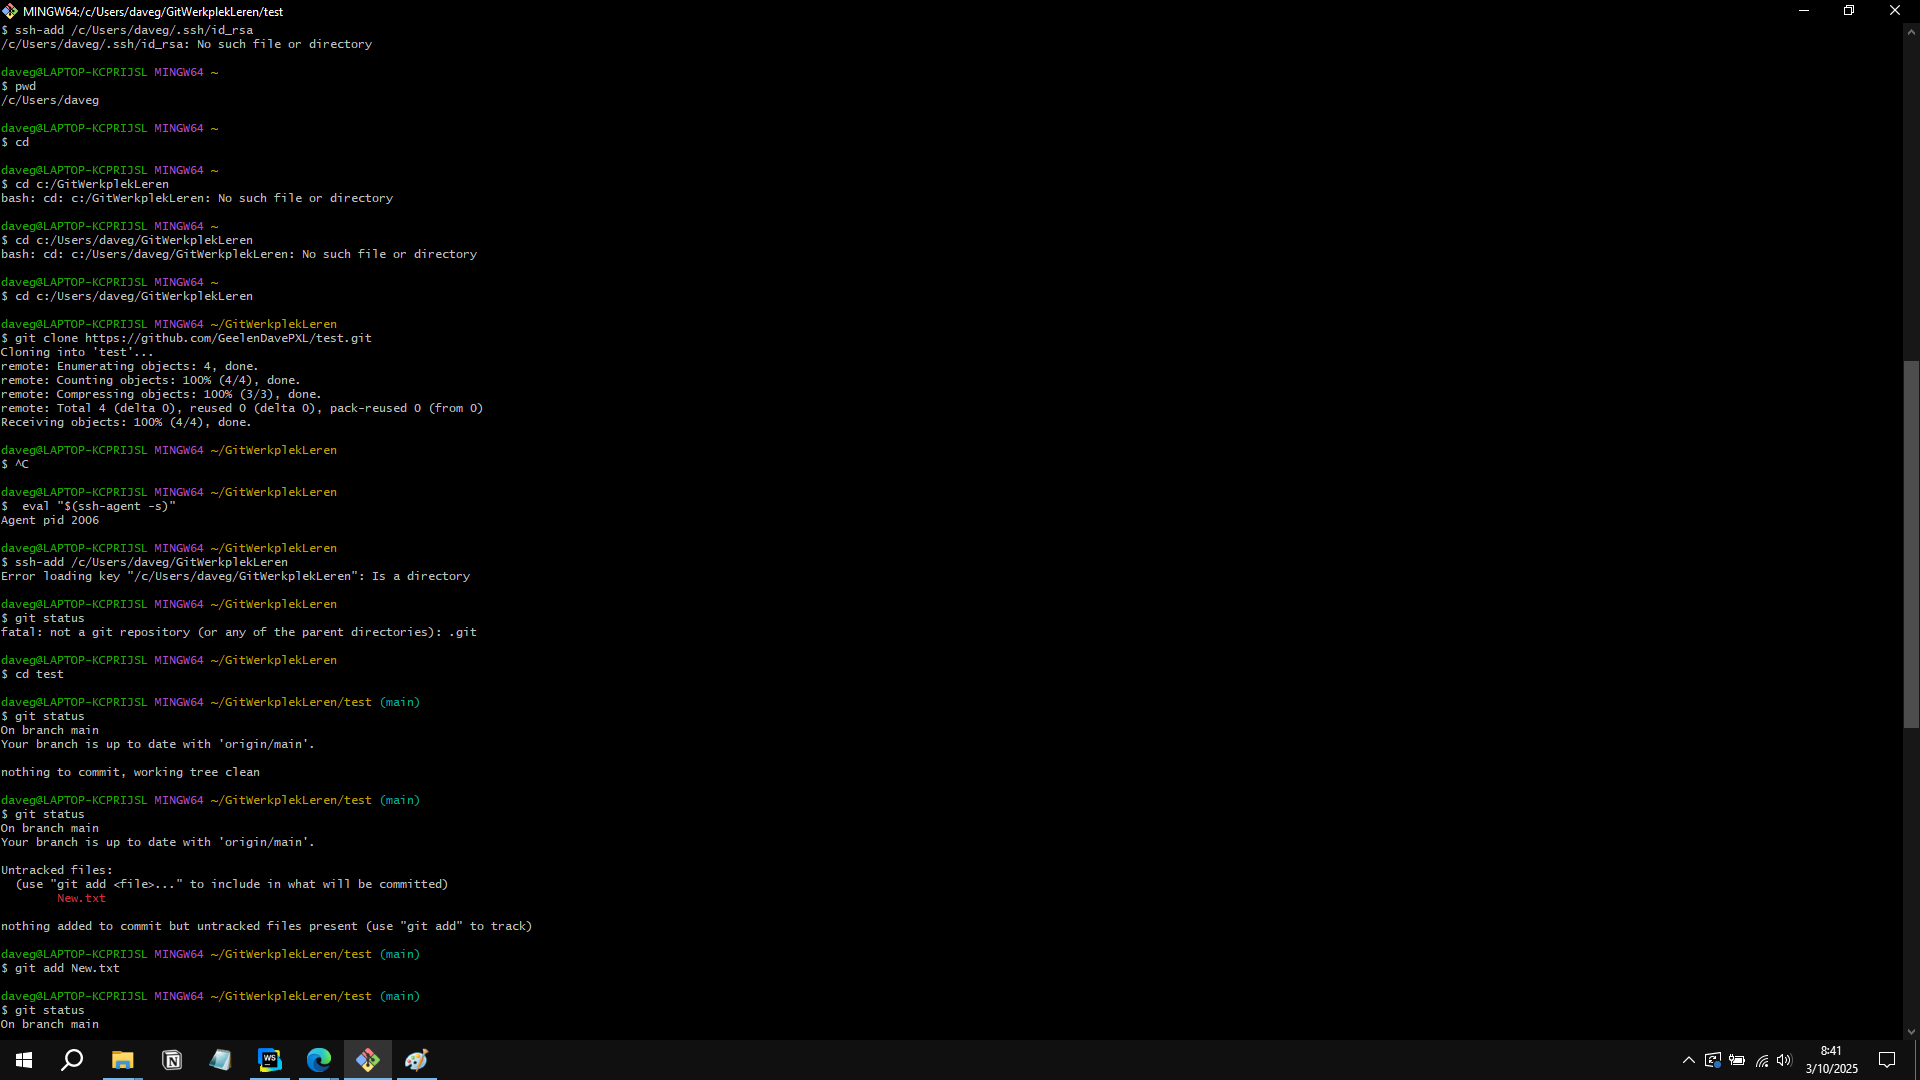 MINGW64:/c/Users/daveg/GitWerkplekLeren/test
$ ssh-add /c/Users/daveg/.ssh/id_rsa
/c/Users/daveg/.ssh/id_rsa: No such file or directory
daveg@LAPTOP-KCPRIJSL MINGW64 ~
$ pwd
/c/Users/daveg
daveg@LAPTOP-KCPRIJSL MINGW64 ~
$ cd
daveg@LAPTOP-KCPRIJSL MINGW64 ~
$ cd c:/GitWerkplekLeren
bash: cd: c:/GitWerkplekLeren: No such file or directory
daveg@LAPTOP-KCPRIJSL MINGW64 ~
$ cd c:/Users/daveg/GitWerkplekLeren
bash: cd: c:/Users/daveg/GitWerkplekLeren: No such file or directory
daveg@LAPTOP-KCPRIJSL MINGW64 ~
$ cd c:/Users/daveg/GitWerkplekLeren
daveg@LAPTOP-KCPRIJSL MINGW64 ~/GitWerkplekLeren
$ git clone https://github.com/GeelenDavePXL/test.git
Cloning into 'test'...
remote: Enumerating objects: 4, done.
remote: Counting objects: 100% (4/4), done.
remote: Compressing objects: 100% (3/3), done.
remote: Total 4 (delta 0), reused 0 (delta 0), pack-reused 0 (from 0)
Receiving objects: 100% (4/4), done.
daveg@LAPTOP-KCPRIJSL MINGW64 ~/GitWerkplekLeren
$ ^C
daveg@LAPTOP-KCPRIJSL MINGW64 ~/GitWerkplekLeren
$  eval "$(ssh-agent -s)"
Agent pid 2006
daveg@LAPTOP-KCPRIJSL MINGW64 ~/GitWerkplekLeren
$ ssh-add /c/Users/daveg/GitWerkplekLeren
Error loading key "/c/Users/daveg/GitWerkplekLeren": Is a directory
daveg@LAPTOP-KCPRIJSL MINGW64 ~/GitWerkplekLeren
$ git status
fatal: not a git repository (or any of the parent directories): .git
daveg@LAPTOP-KCPRIJSL MINGW64 ~/GitWerkplekLeren
$ cd test
daveg@LAPTOP-KCPRIJSL MINGW64 ~/GitWerkplekLeren/test (main)
$ git status
On branch main
Your branch is up to date with 'origin/main'.
nothing to commit, working tree clean
daveg@LAPTOP-KCPRIJSL MINGW64 ~/GitWerkplekLeren/test (main)
$ git status
On branch main
Your branch is up to date with 'origin/main'.
Untracked files:
(use "git add <file>..." to include in what will be committed)
New.txt
nothing added to commit but untracked files present (use "git add" to track)
daveg@LAPTOP-KCPRIJSL MINGW64 ~/GitWerkplekLeren/test (main)
$ git add New.txt
daveg@LAPTOP-KCPRIJSL MINGW64 ~/GitWerkplekLeren/test (main)
$ git status
On branch main
WS
8:41
3/10/2025